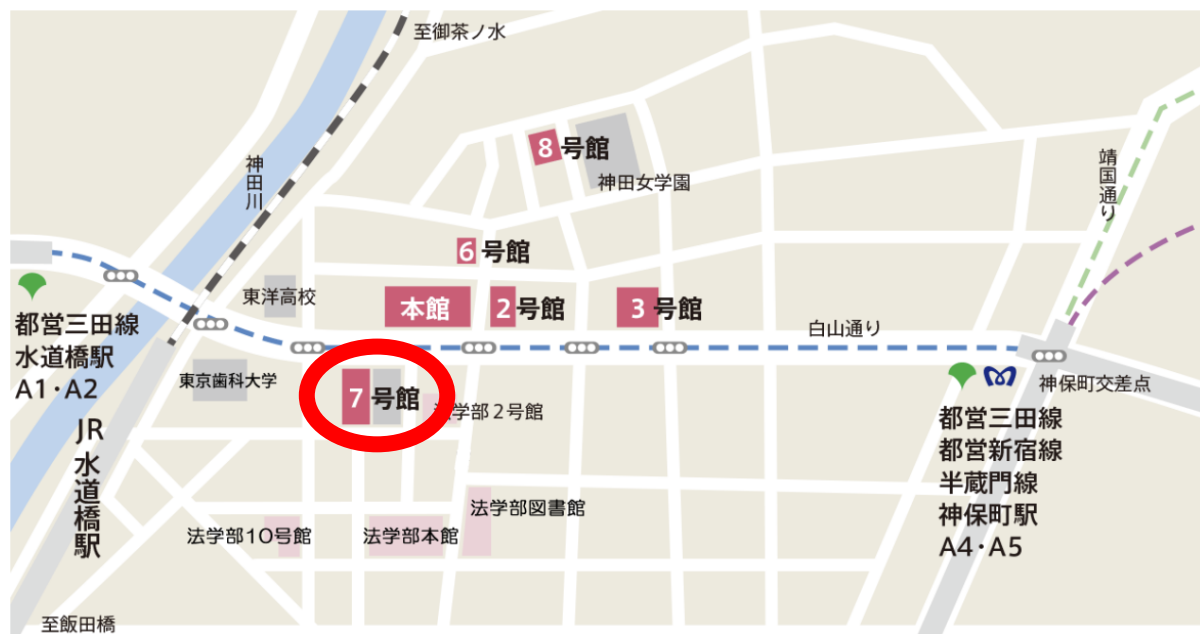 至御茶ノ水
8号館
神田女学園
神田川
靖国通り
6号館
東洋高校
本館
2号館
3号館
白山通り
都営三田線
水道橋駅
A1・A2
東京歯科大学
7号館
法学部2号館
神保町交差点
都営三田線
都営新宿線
半蔵門線
神保町駅
A4・A5
JR水道橋駅
法学部図書館
法学部10号館
法学部本館
至飯田橋